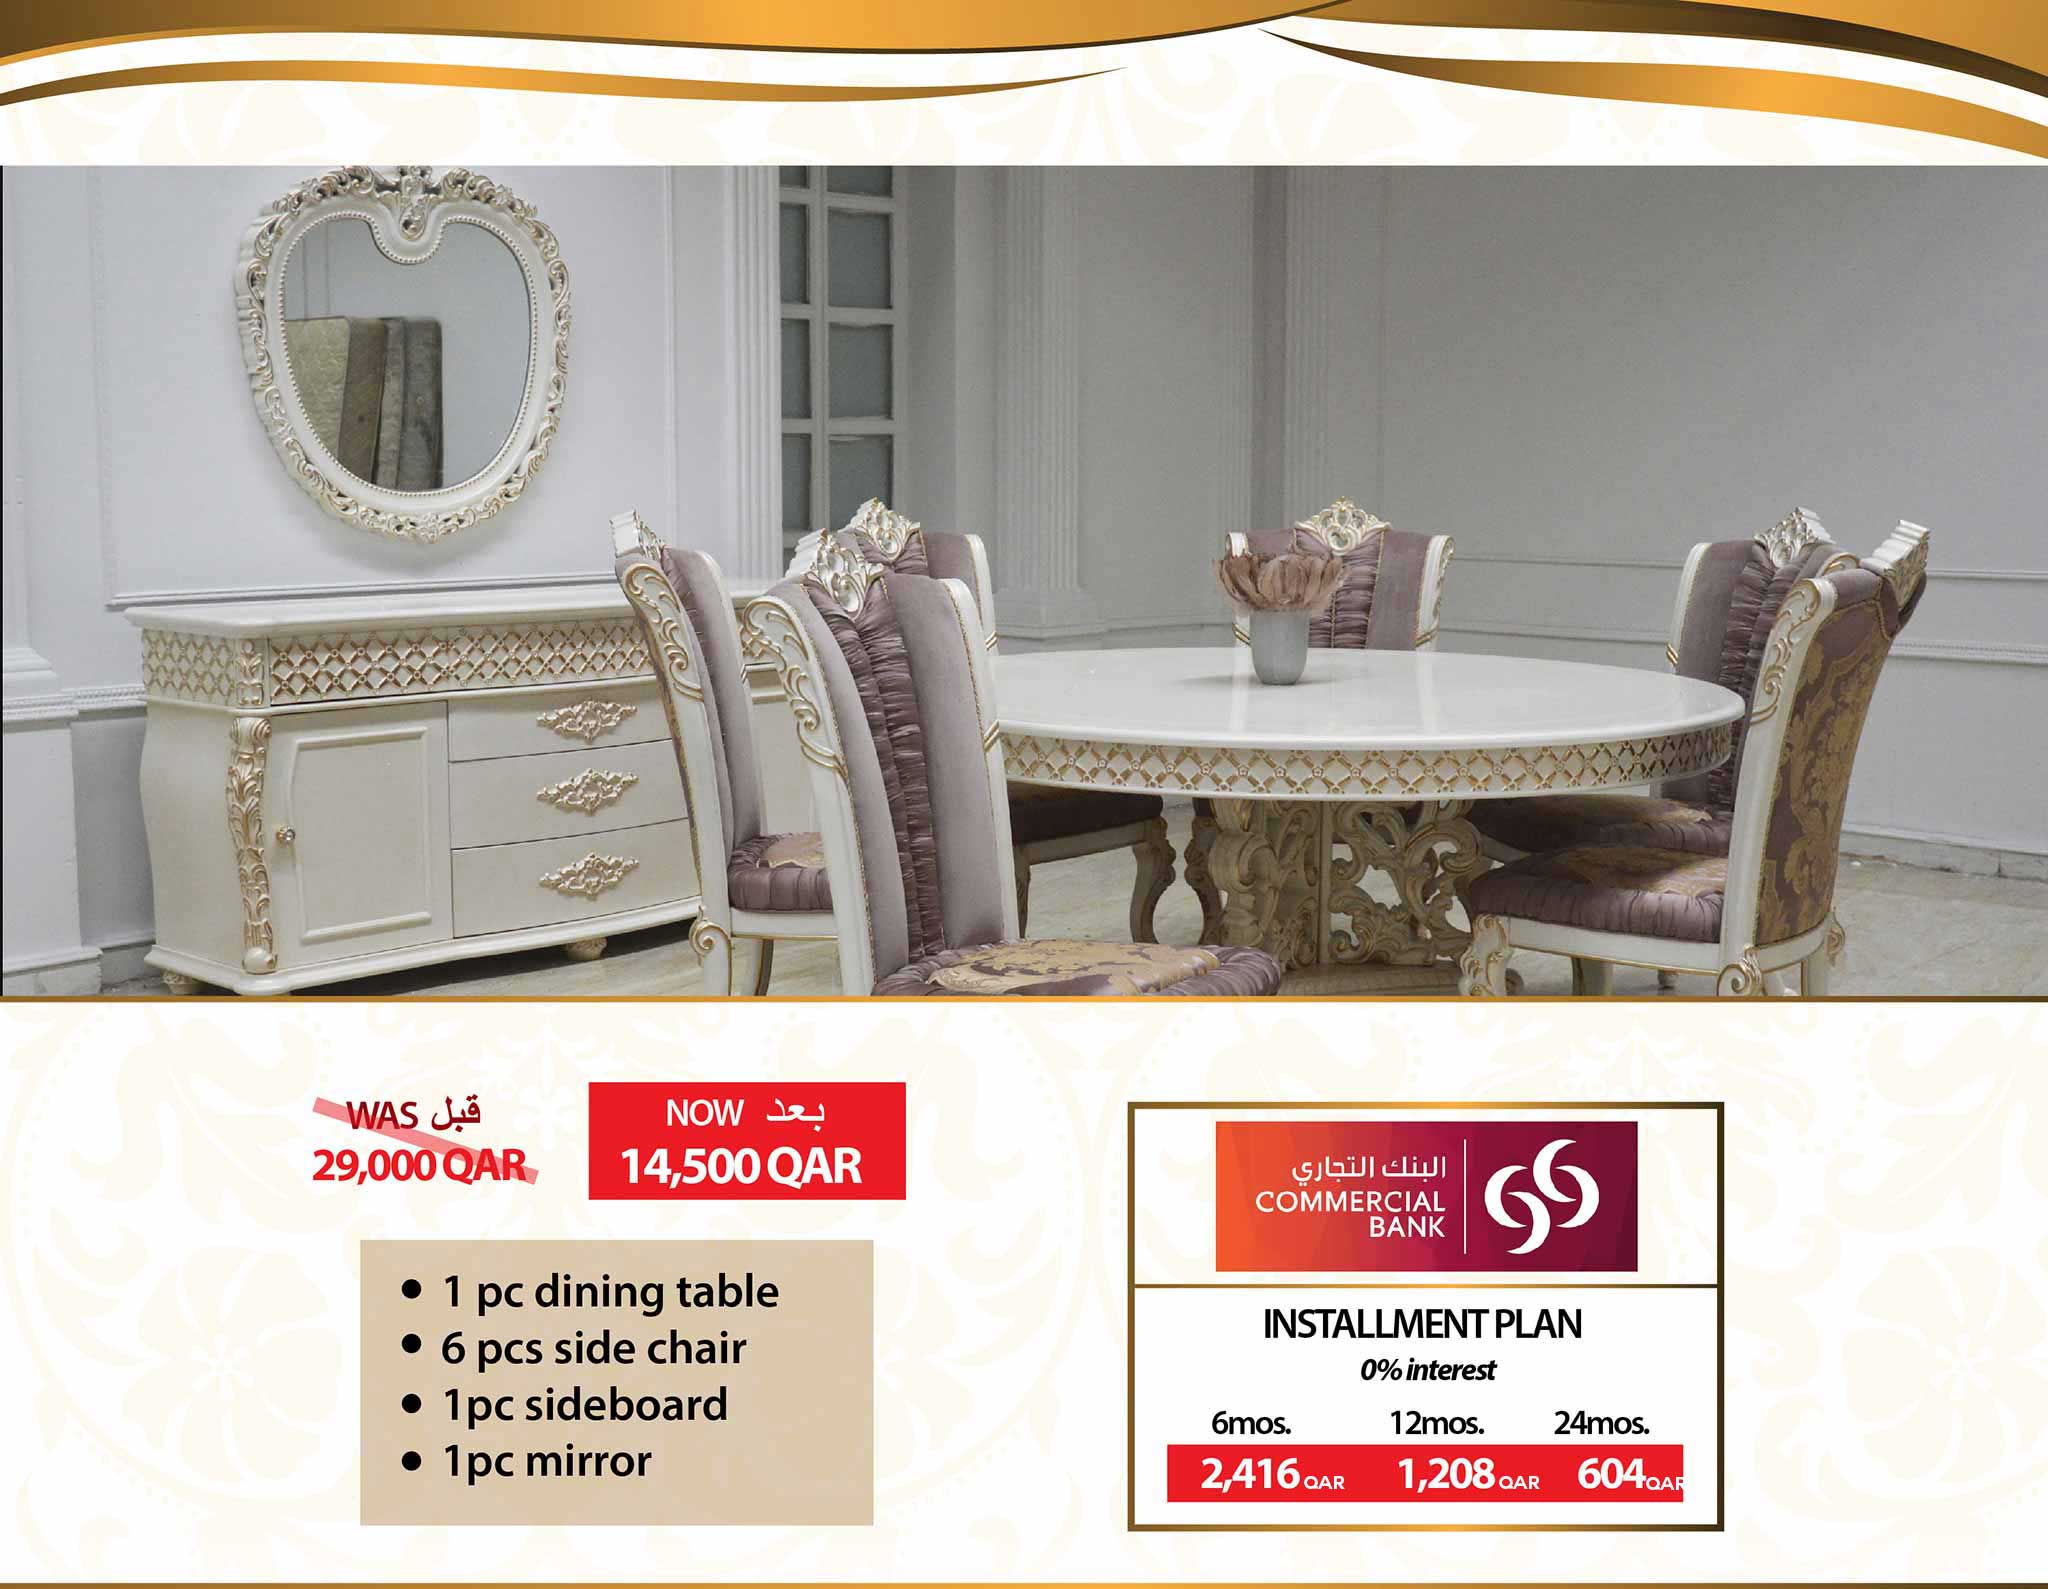 WAS قبل
29,000 QAR
NOW بعد
14,500 QAR
• 1 pc dining table
• 6 pcs side chair
• 1pc sideboard
• 1pc mirror
البنك التجاري
COMMERCIAL
BANK
INSTALLMENT PLAN
0% interest
6mos. 12mos. 24mos.
2,416 QAR 1,208 QAR 604 QAR